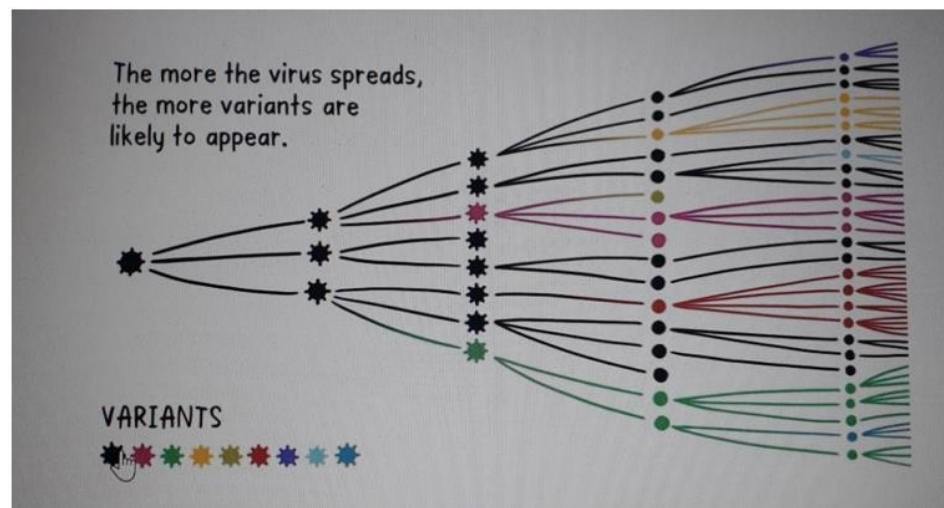 The more the virus spreads,
the more variants are
likely to appear.
VARIANTS